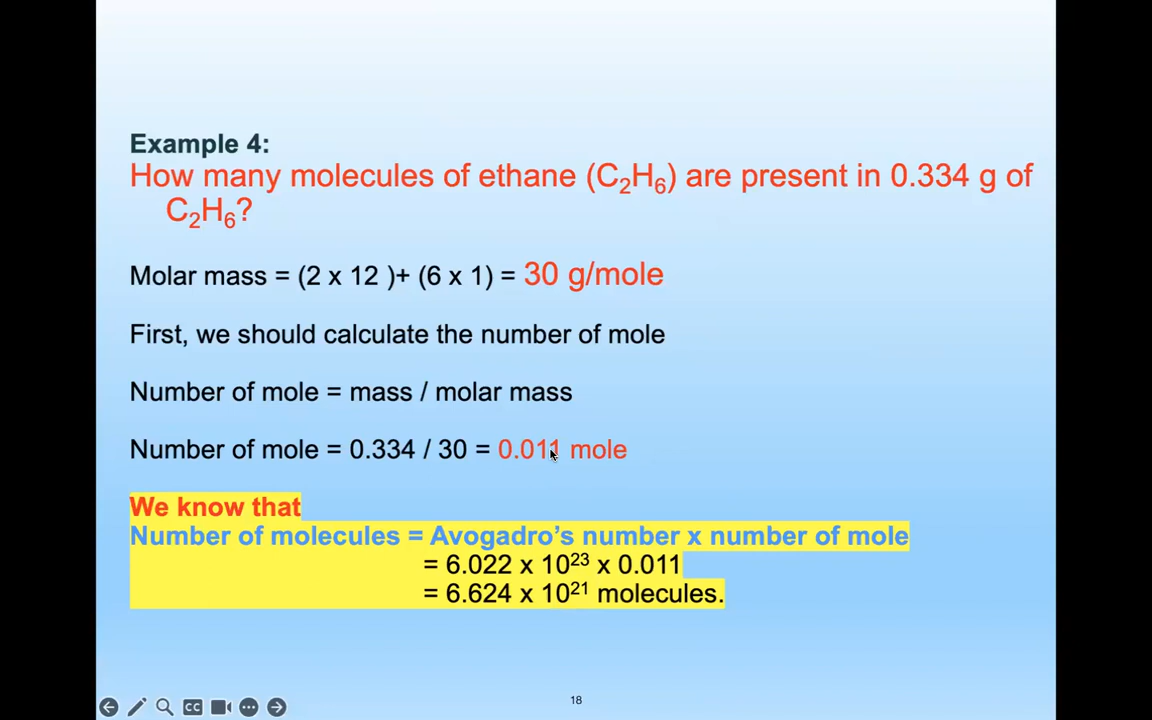 Example 4:
How many molecules of ethane (C₂H₆) are present in 0.334 g of
C₂H₆?
Molar mass = (2 x 12 )+ (6 x 1) = 30 g/mole
First, we should calculate the number of mole
Number of mole = mass / molar mass
Number of mole = 0.334 / 30 = 0.011 mole
We know that
Number of molecules = Avogadro’s number x number of mole
= 6.022 x 10²³ x 0.011
= 6.624 x 10²¹ molecules.
CC
18